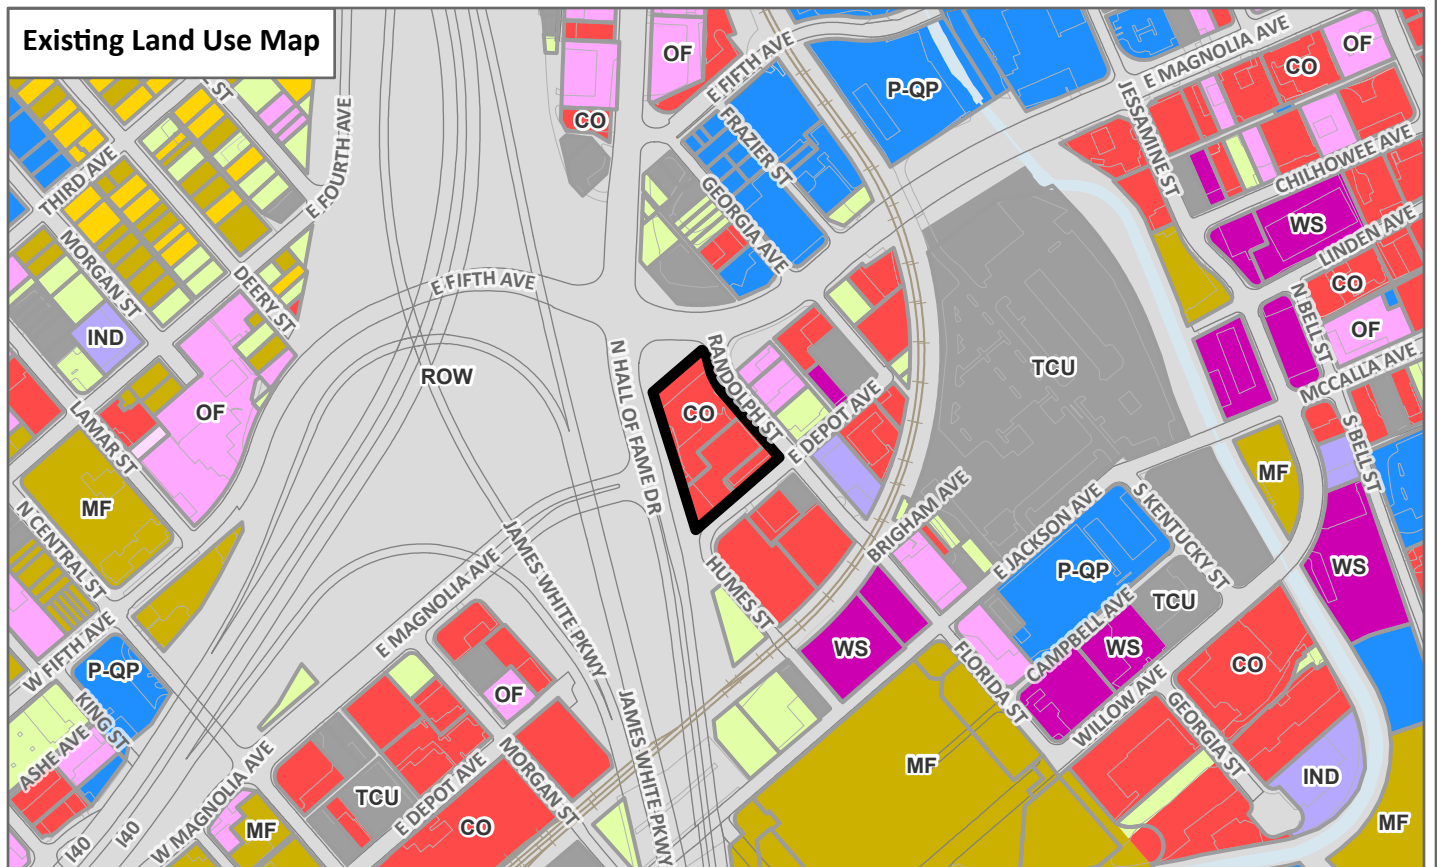 Existing Land Use Map
ST
OF
E FIFTH AVE
P-QP
E MAGNOLIA AVE
OF
CO
CO
JESSAMINE ST
E FOURTH AVE
FRAZIER ST
CHILHOWEE AVE
THIRD AVE
GEORGIA AVE
WS
LINDEN AVE
MORGAN ST
DEERY ST
E FIFTH AVE
CO
N BELL ST
IND
OF
ROW
N HALL OF FAME DR
RANDOLPH ST
TCU
MCCALLA AVE
OF
CO
E DEPOT AVE
LAMAR ST
S BELL ST
MF
MF
N CENTRAL ST
JAMES WHITE PKWY
BRIGHAM AVE
E JACKSON AVE
S KENTUCKY ST
P-QP
WS
E MAGNOLIA AVE
HUMES ST
TCU
CAMPBELL AVE
W FIFTH AVE
WS
WS
P-QP
FLORIDA ST
CO
OF
WILLOW AVE
KING ST
JAMES WHITE PKWY
GEORGIA ST
ASHE AVE
MORGAN ST
MF
IND
W MAGNOLIA AVE
E DEPOT AVE
TCU
CO
MF
MF
I40
I40